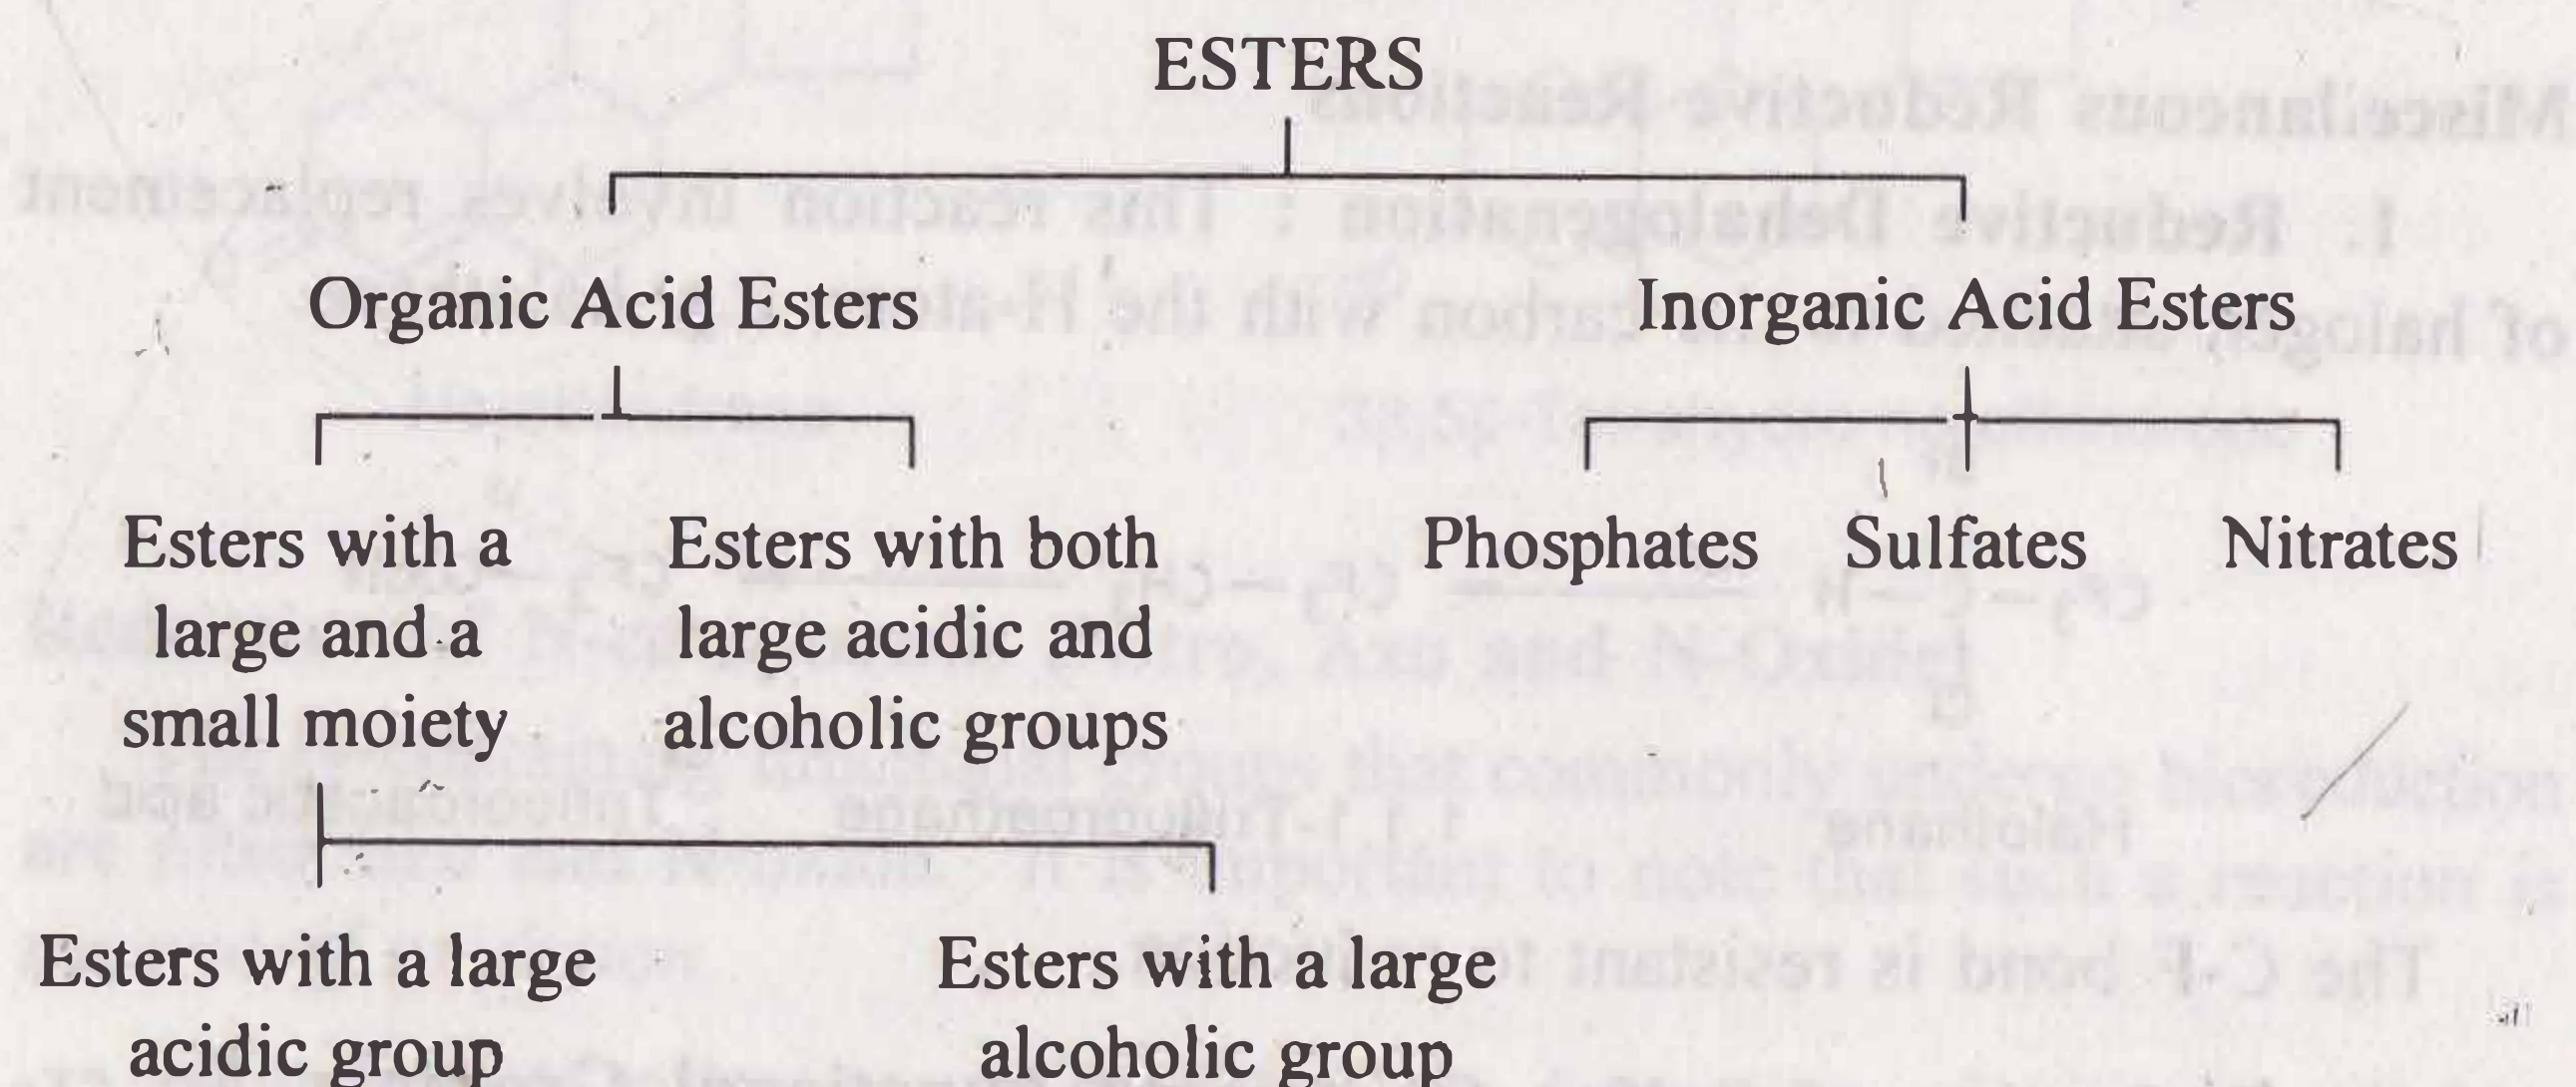 ESTERS
Organic Acid Esters
Inorganic Acid Esters
Esters with a
large and a
small moiety
Esters with both
large acidic and
alcoholic groups
Phosphates
Sulfates
Nitrates
Esters with a large
acidic group
Esters with a large
alcoholic group